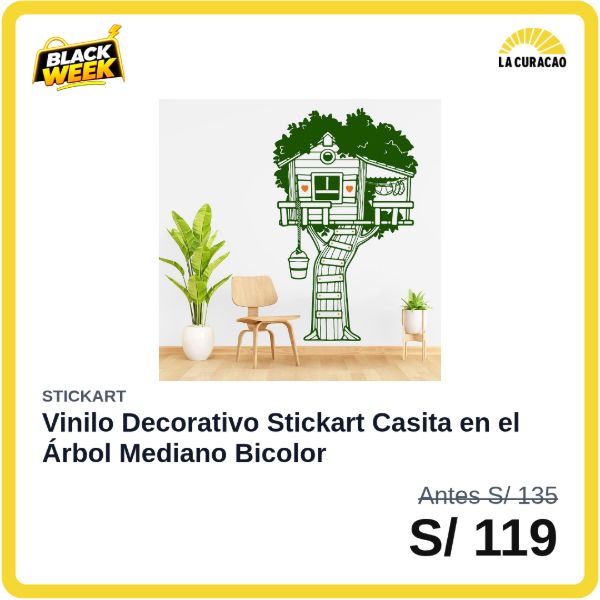 BLACK
WEEK
LA CURACAO
STICKART
Vinilo Decorativo Stickart Casita en el
Árbol Mediano Bicolor
Antes S/ 135
S/ 119